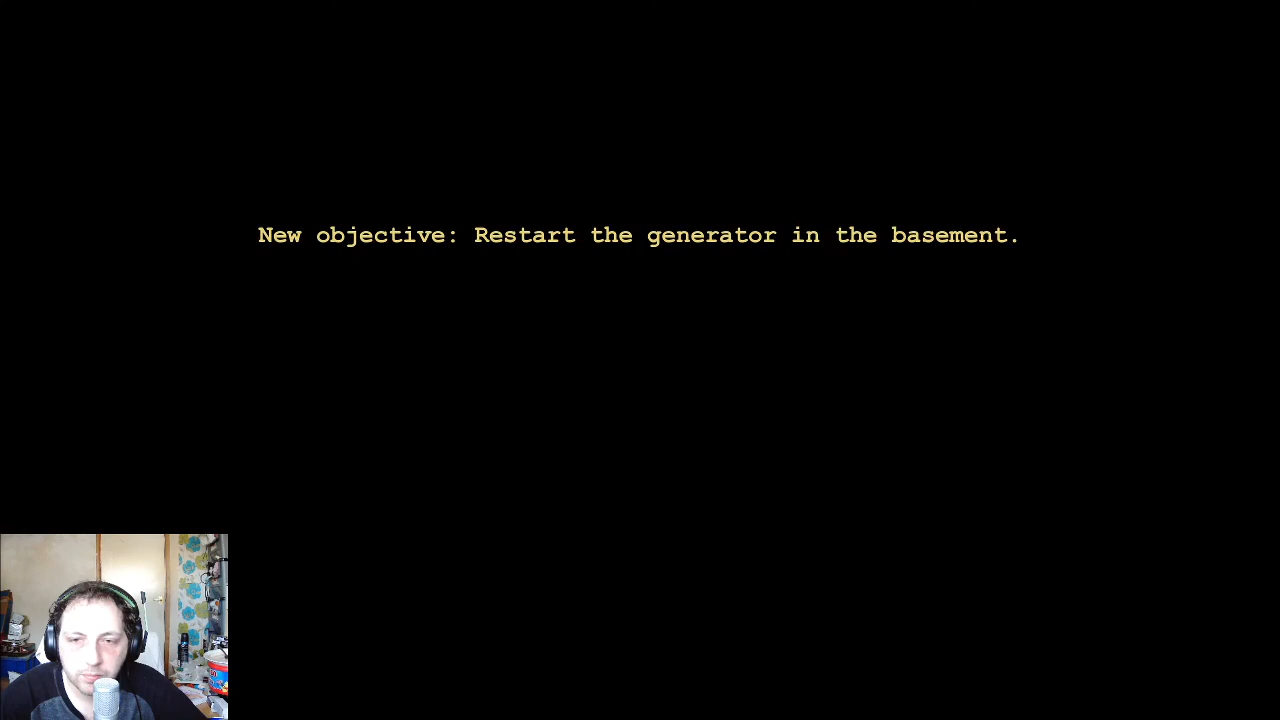 New objective: Restart the generator in the basement.